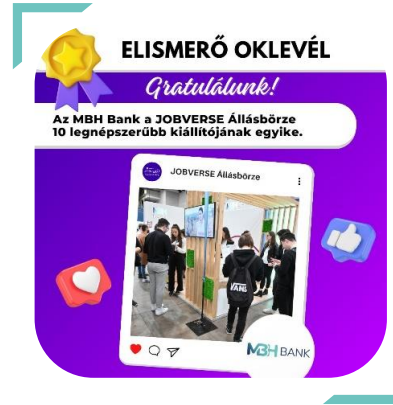 ELISMERŐ OKLEVÉL
Gratulálunk!
Az MBH Bank a JOBVERSE Állásbörze
10 legnépszerűbb kiállítójának egyike.
JOBVERSE Állásbörze
VANS
MBH BANK